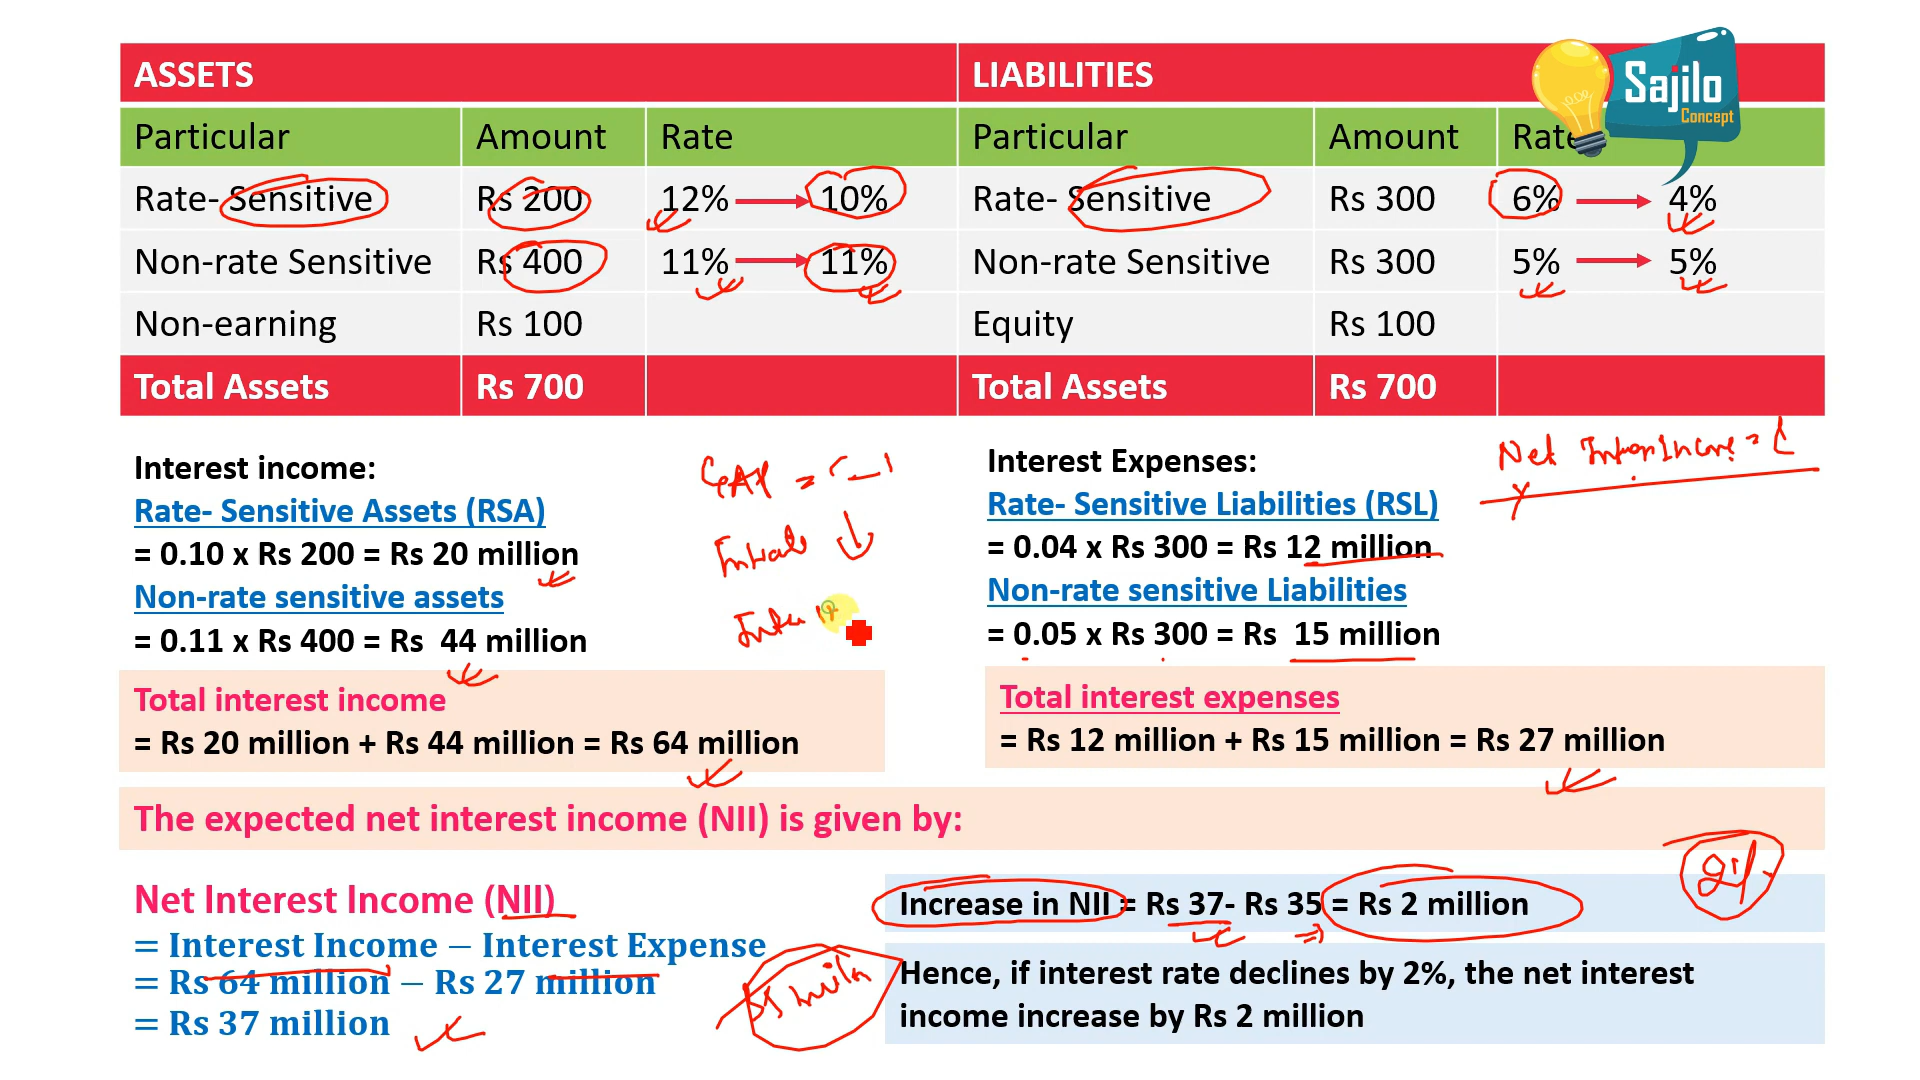 ASSETS LIABILITIES
Sajilo
Concept
Particular Amount Rate Particular Amount Rate
Rate- Sensitive Rs 200 12% 10% Rate- Sensitive Rs 300 6% 4%
Non-rate Sensitive Rs 400 11% 11% Non-rate Sensitive Rs 300 5% 5%
Non-earning Rs 100 Equity Rs 100
Total Assets Rs 700 Total Assets Rs 700
Interest income:
Rate- Sensitive Assets (RSA)
= 0.10 x Rs 200 = Rs 20 million
Non-rate sensitive assets
= 0.11 x Rs 400 = Rs 44 million
Total interest income
= Rs 20 million + Rs 44 million = Rs 64 million
GAP =
Interest Expenses:
Rate- Sensitive Liabilities (RSL)
= 0.04 x Rs 300 = Rs 12 million
Non-rate sensitive Liabilities
= 0.05 x Rs 300 = Rs 15 million
Total interest expenses
= Rs 12 million + Rs 15 million = Rs 27 million
Net
The expected net interest income (NII) is given by:
Net Interest Income (NII)
= Interest Income − Interest Expense
= Rs 64 million − Rs 27 million
= Rs 37 million
Increase in NII = Rs 37- Rs 35 = Rs 2 million
2%
Hence, if interest rate declines by 2%, the net interest
income increase by Rs 2 million